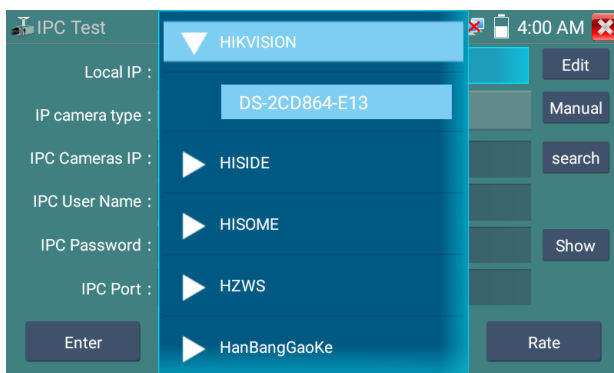 IPC Test
4:00 AM
HIKVISION
Local IP :
Edit
DS-2CD864-E13
IP camera type :
Manual
IPC Cameras IP :
HISIDE
search
IPC User Name :
HISOME
IPC Password :
Show
IPC Port :
HZWS
Enter
HanBangGaoKe
Rate